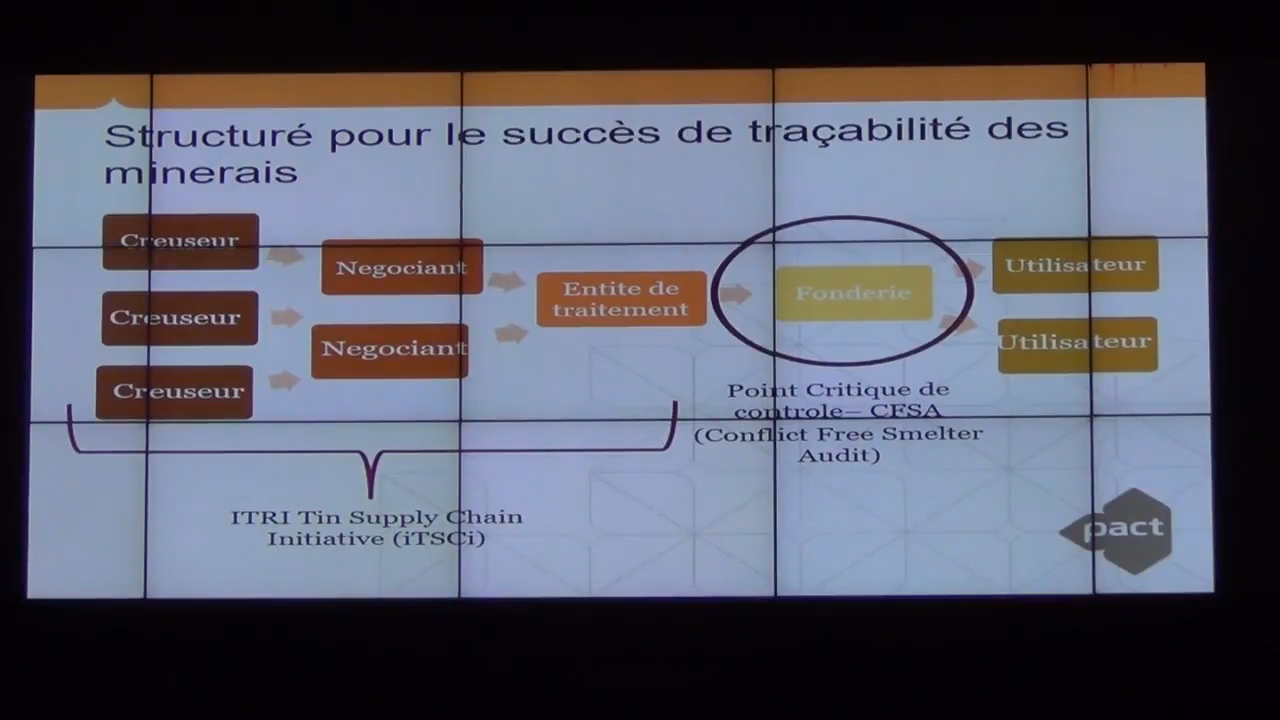 Structuré pour le succès de traçabilité des
minerais
Creuseur
Creuseur
Creuseur
Negociant
Negociant
Entite de
traitement
Fonderie
Utilisateur
Utilisateur
Point Critique de
controle– CFSA
(Conflict Free Smelter
Audit)
ITRI Tin Supply Chain
Initiative (iTSCi)
pact